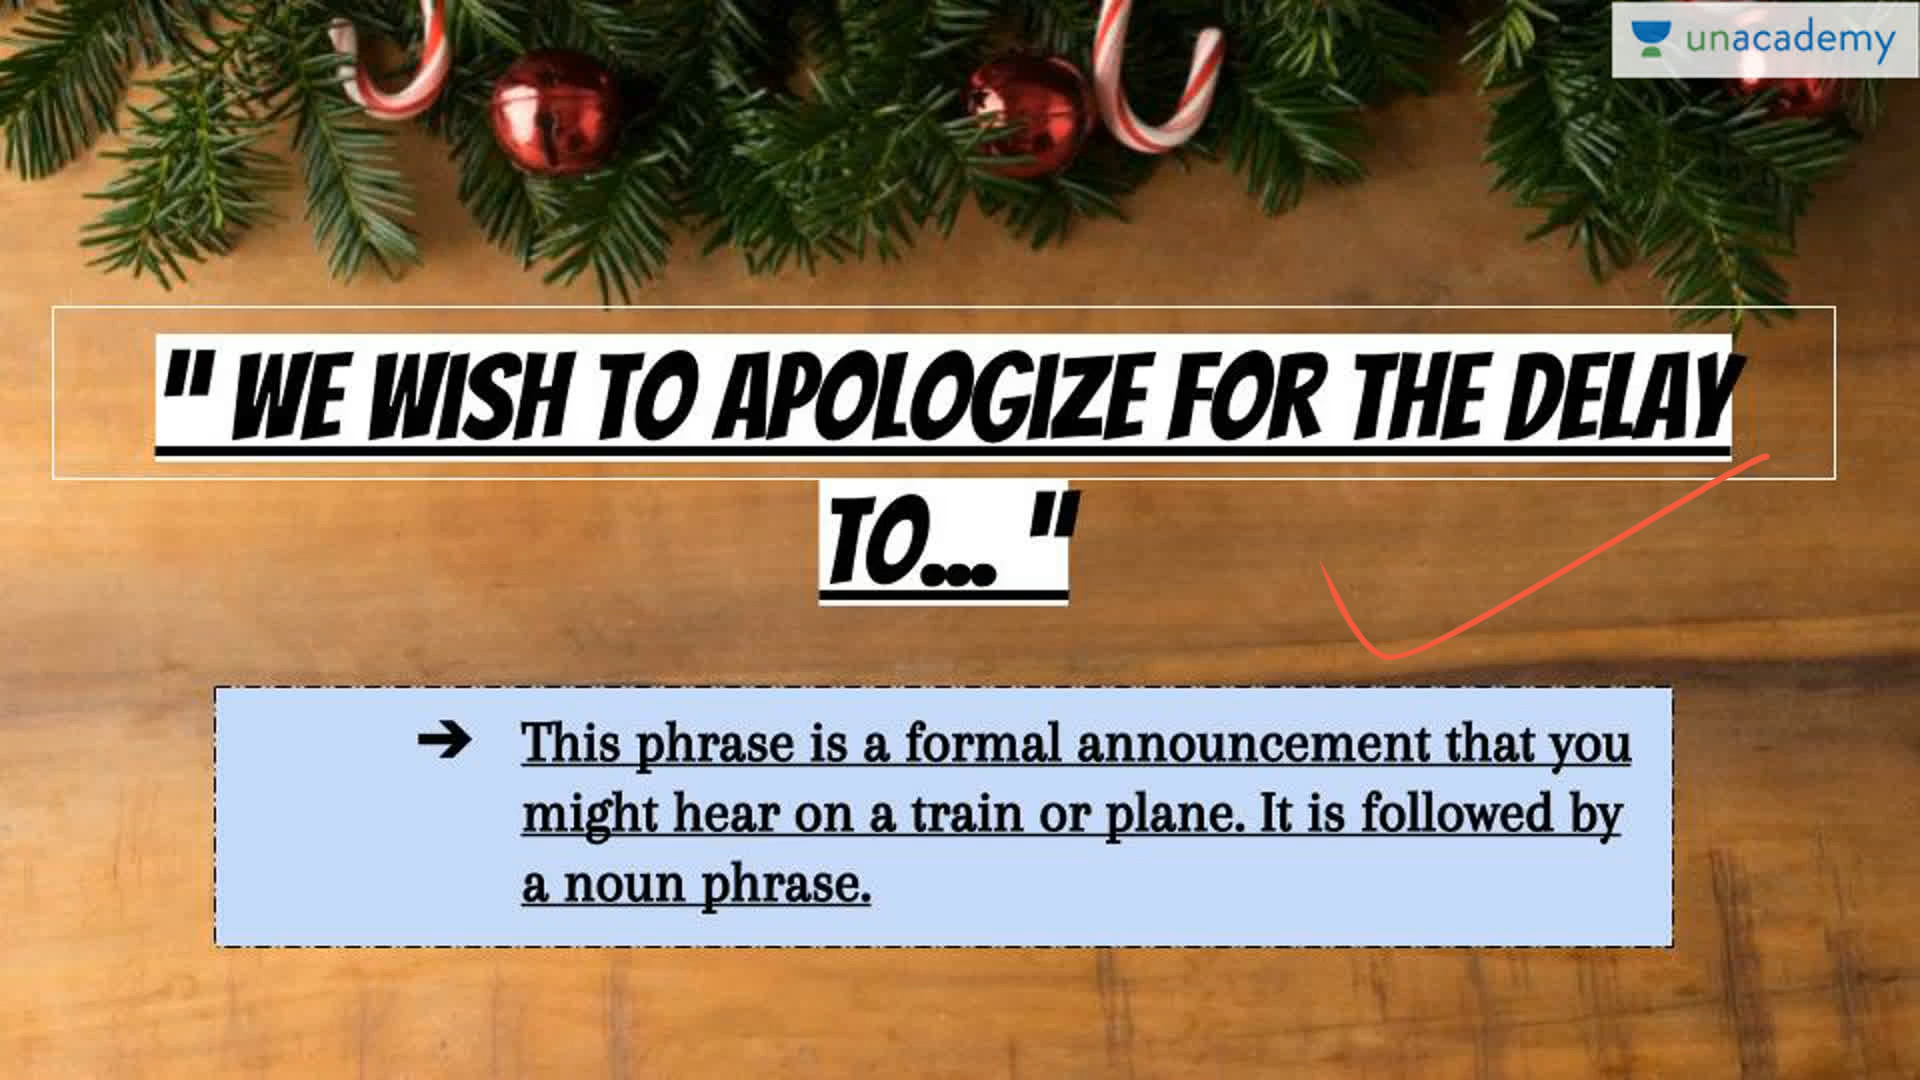 unacademy
" WE WISH TO APOLOGIZE FOR THE DELAY
TO... "
➔ This phrase is a formal announcement that you
might hear on a train or plane. It is followed by
a noun phrase.